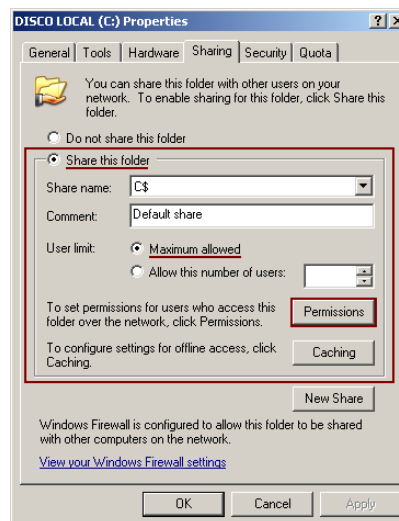 DISCO LOCAL (C:) Properties
General Tools Hardware Sharing Security Quota
You can share this folder with other users on your
network. To enable sharing for this folder, click Share this
folder.
Do not share this folder
Share this folder
Share name: C$
Comment: Default share
User limit: Maximum allowed
Allow this number of users:
To set permissions for users who access this
folder over the network, click Permissions.
Permissions
To configure settings for offline access, click
Caching.
Caching
New Share
Windows Firewall is configured to allow this folder to be shared
with other computers on the network.
View your Windows Firewall settings
OK Cancel Apply